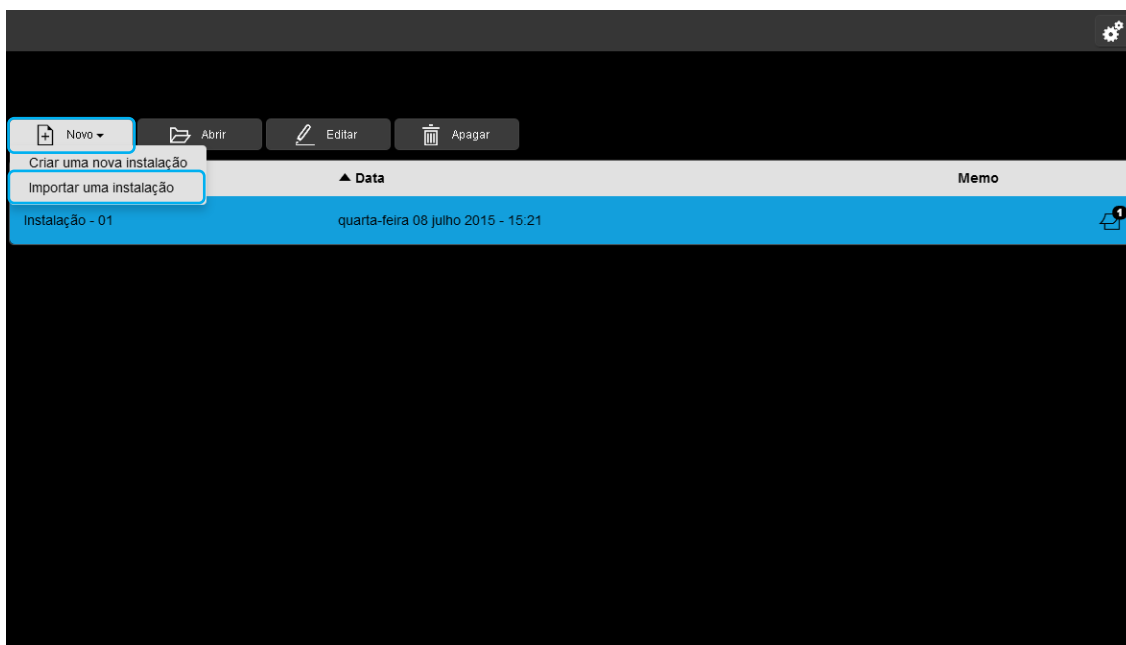 Novo Abrir Editar Apagar
Criar uma nova instalação
Importar uma instalação
Data Memo
Instalação - 01 quarta-feira 08 julho 2015 - 15:21 1